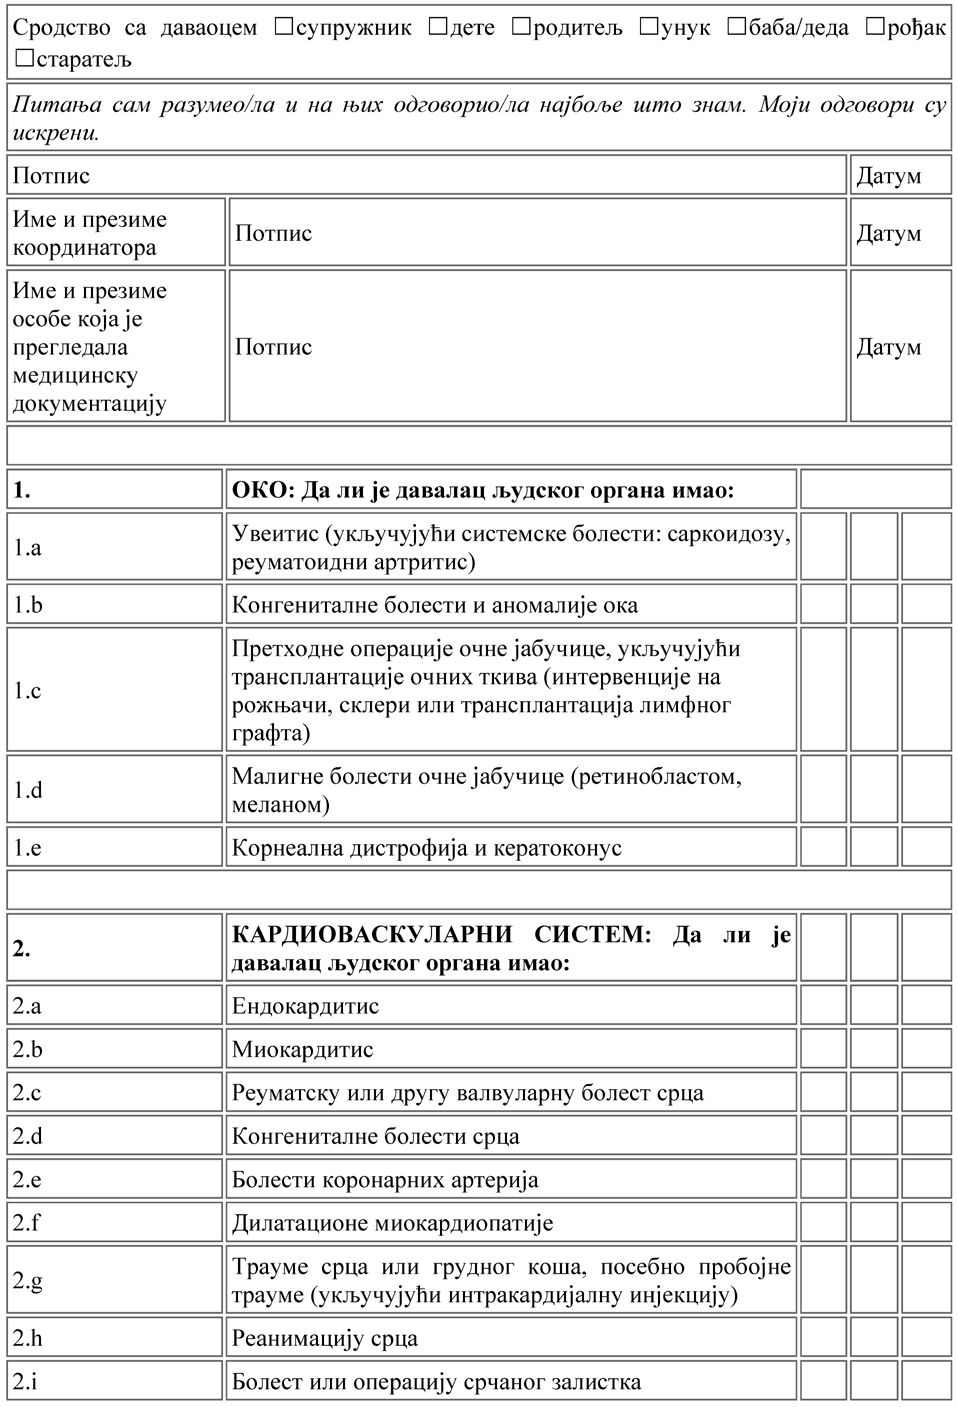 Сродство са даваоцем ☐супружник ☐дете ☐родитељ ☐унук ☐баба/деда ☐рођак
☐старатељ
Питања сам разумео/ла и на њих одговорио/ла најбоље што знам. Моји одговори су
искрени.
Потпис Датум
Име и презиме
координатора
Потпис
Датум
Име и презиме
особе која је
прегледала
медицинску
документацију
Потпис
Датум
1. ОКО: Да ли је давалац људског органа имао:
1.a
Увеитис (укључујући системске болести: саркоидозу,
реуматоидни артритис)
1.b Конгениталне болести и аномалије ока
1.c
Претходне операције очне јабучице, укључујући
трансплантације очних ткива (интервенције на
рожњачи, склери или трансплантација лимфног
графта)
1.d
Малигне болести очне јабучице (ретинобластом,
меланом)
1.e Корнеална дистрофија и кератоконус
2.
КАРДИОВАСКУЛАРНИ СИСТЕМ: Да ли је
давалац људског органа имао:
2.a Ендокардитис
2.b Миокардитис
2.c Реуматску или другу валвуларну болест срца
2.d Конгениталне болести срца
2.e Болести коронарних артерија
2.f Дилатационе миокардиопатије
2.g
Трауме срца или грудног коша, посебно пробојне
трауме (укључујући интракардијалну инјекцију)
2.h Реанимацију срца
2.i Болест или операцију срчаног залистка